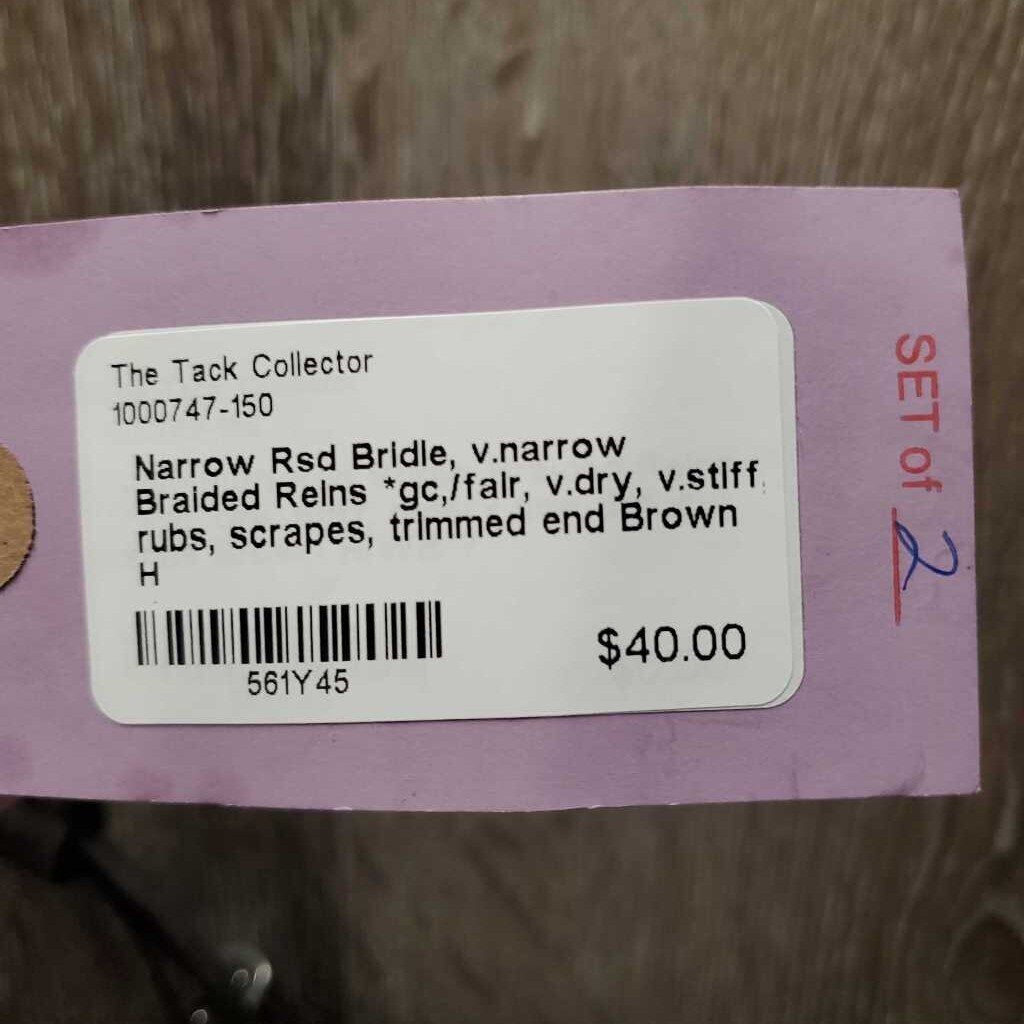 The Tack Collector
1000747-150
Narrow Rsd Bridle, v.narrow
Braided Reins *gc,/fair, v.dry, v.stiff,
rubs, scrapes, trimmed end Brown
H
561Y45
$40.00
SET of 2